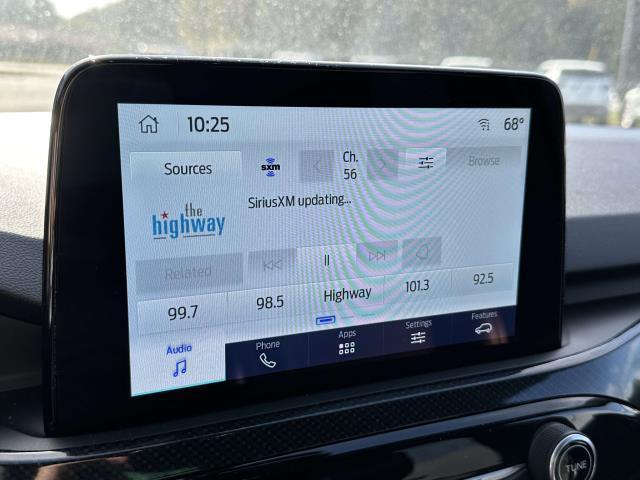 10:25
68°
Sources
sxm
Ch.
56
Browse
SiriusXM updating...
the
highway
Related
99.7
98.5
Highway
101.3
92.5
Audio
Phone
Apps
Settings
Features
TUNE